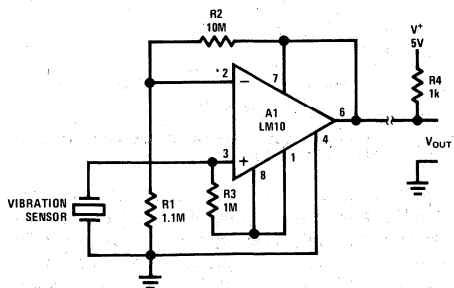 R2
10M
V+
5V
7
2
−
R4
1k
A1
LM10
6
4
VOUT
3
+
8
1
R3
1M
R1
1.1M
VIBRATION
SENSOR